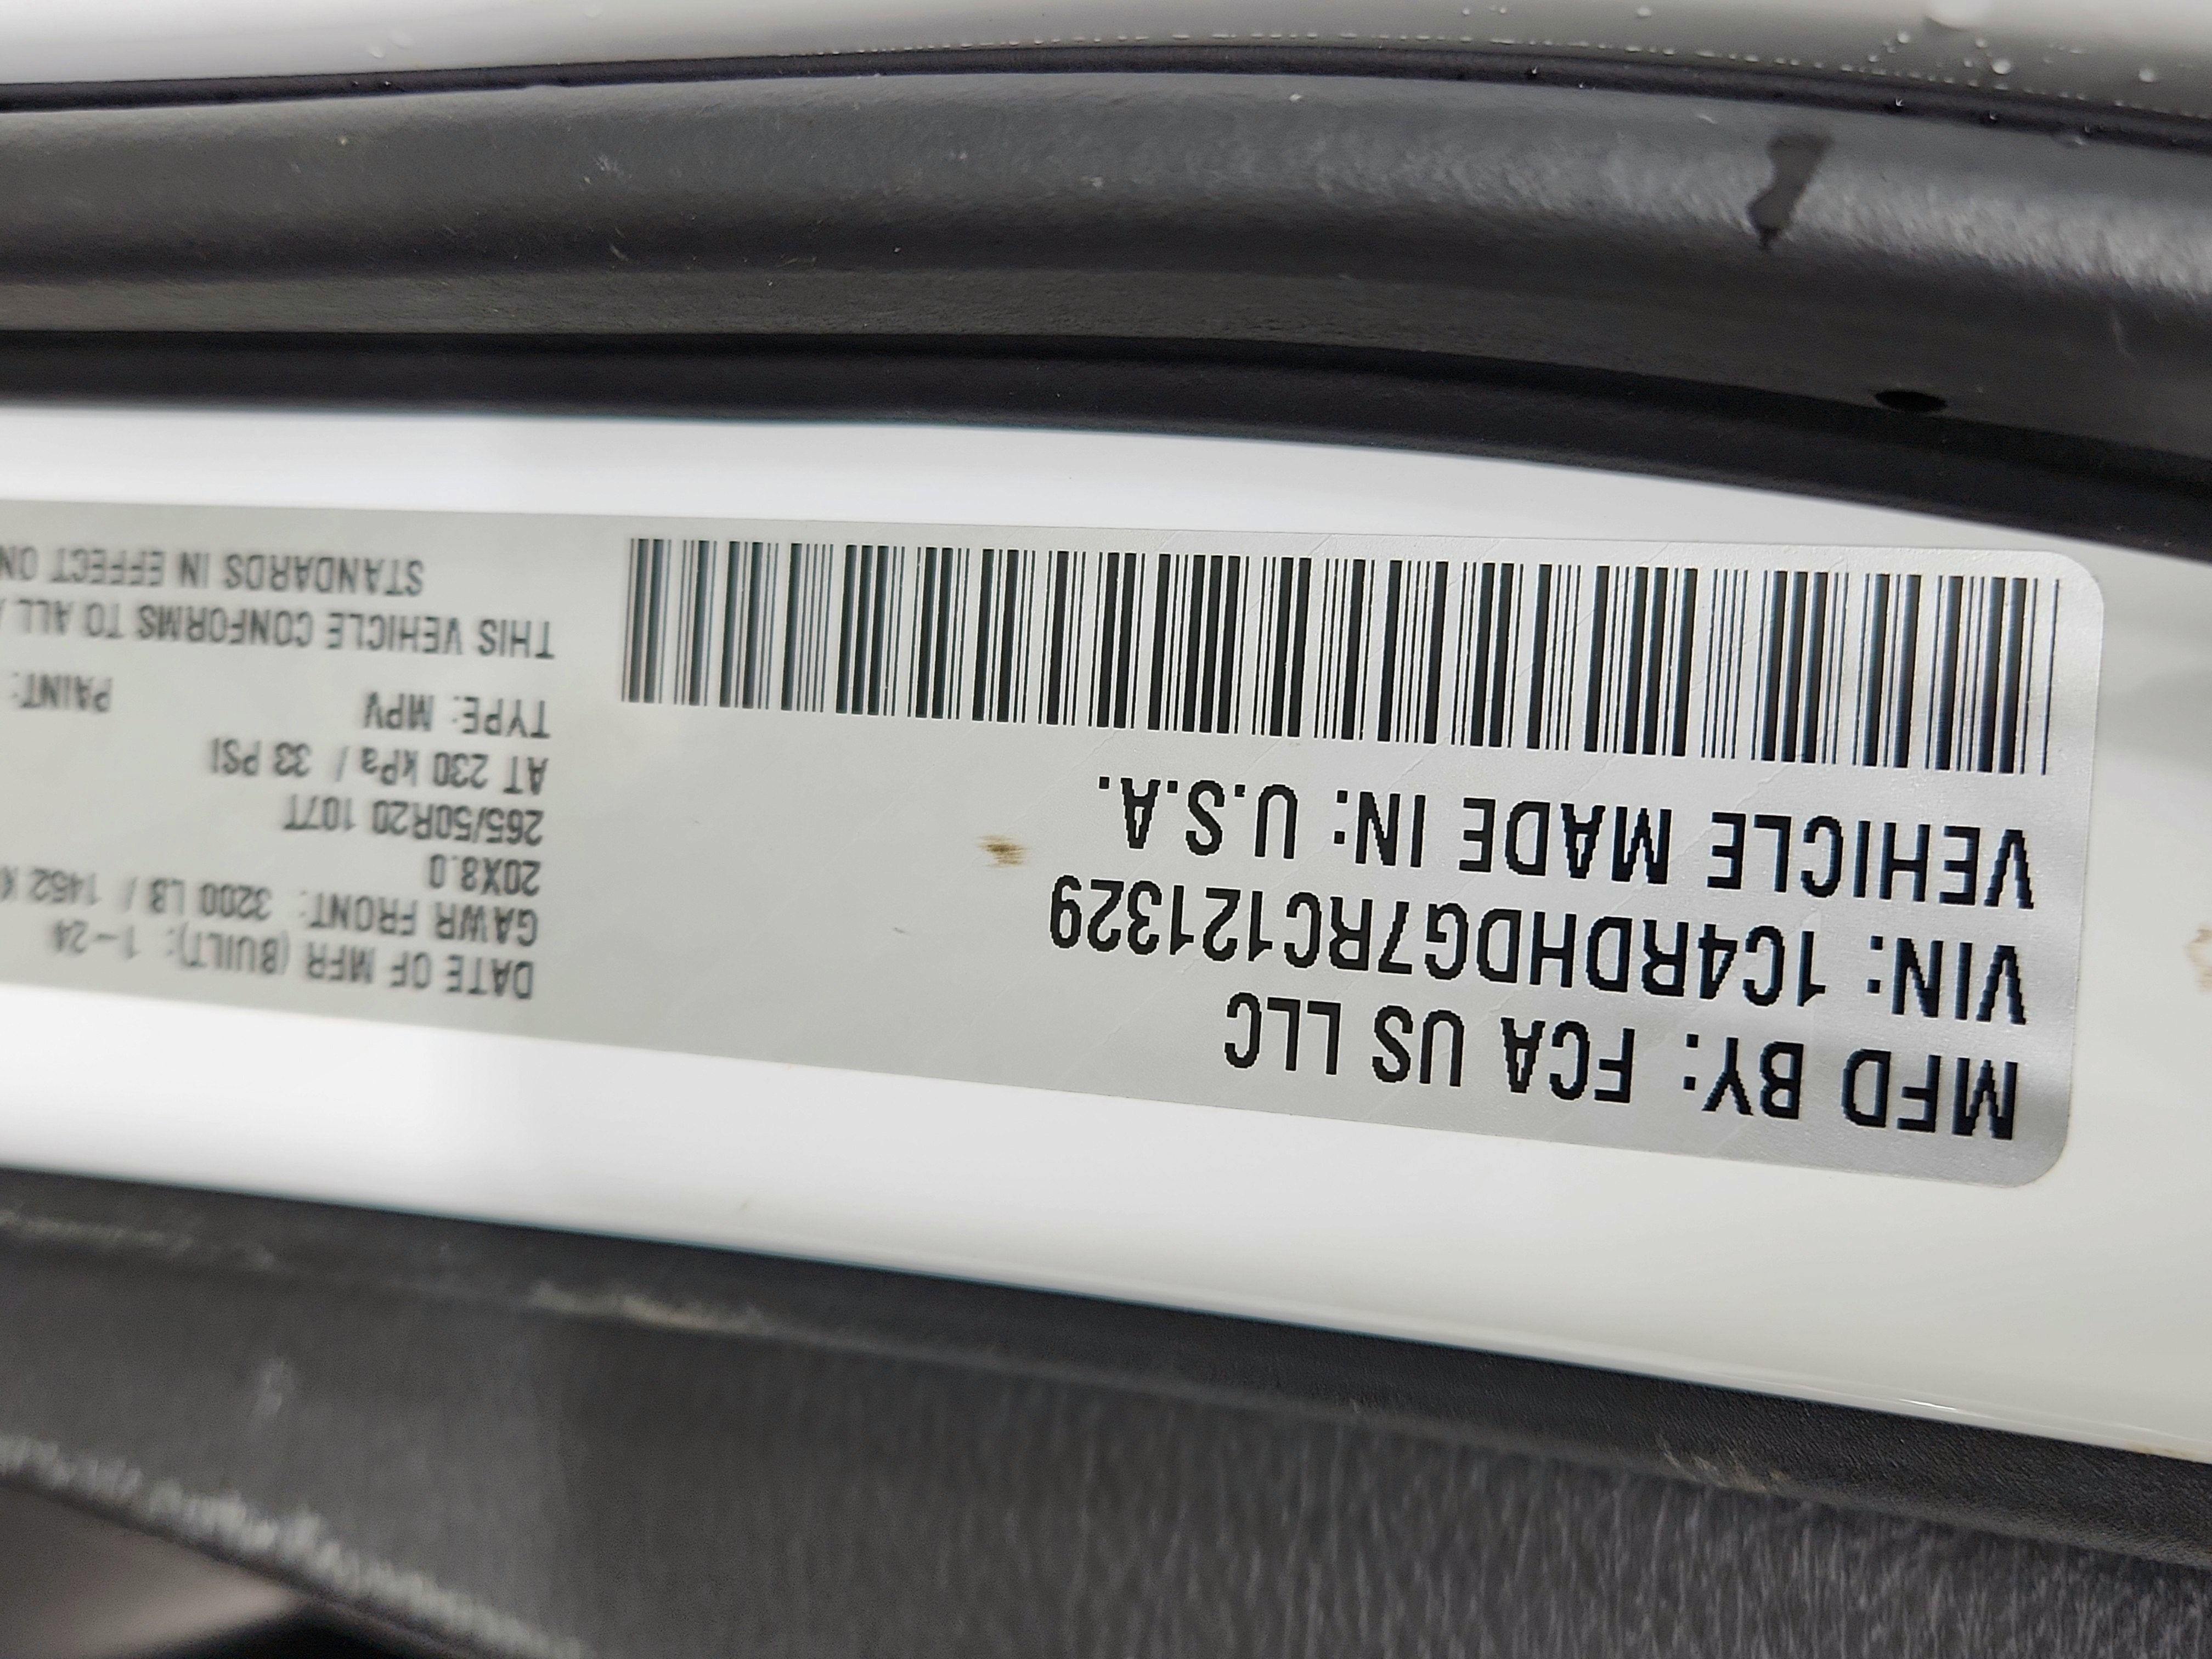 MFD BY: FCA US LLC
VIN: 1C4RDHDG7RC121329
VEHICLE MADE IN: U.S.A.
DATE OF MFR (BUILT): 1-24
GAWR FRONT: 3200 LB / 1452 K
20X8.0
265/50R20 107T
AT 230 kPa / 33 PSI
TYPE: MPV PAINT:
THIS VEHICLE CONFORMS TO ALL
STANDARDS IN EFFECT ON